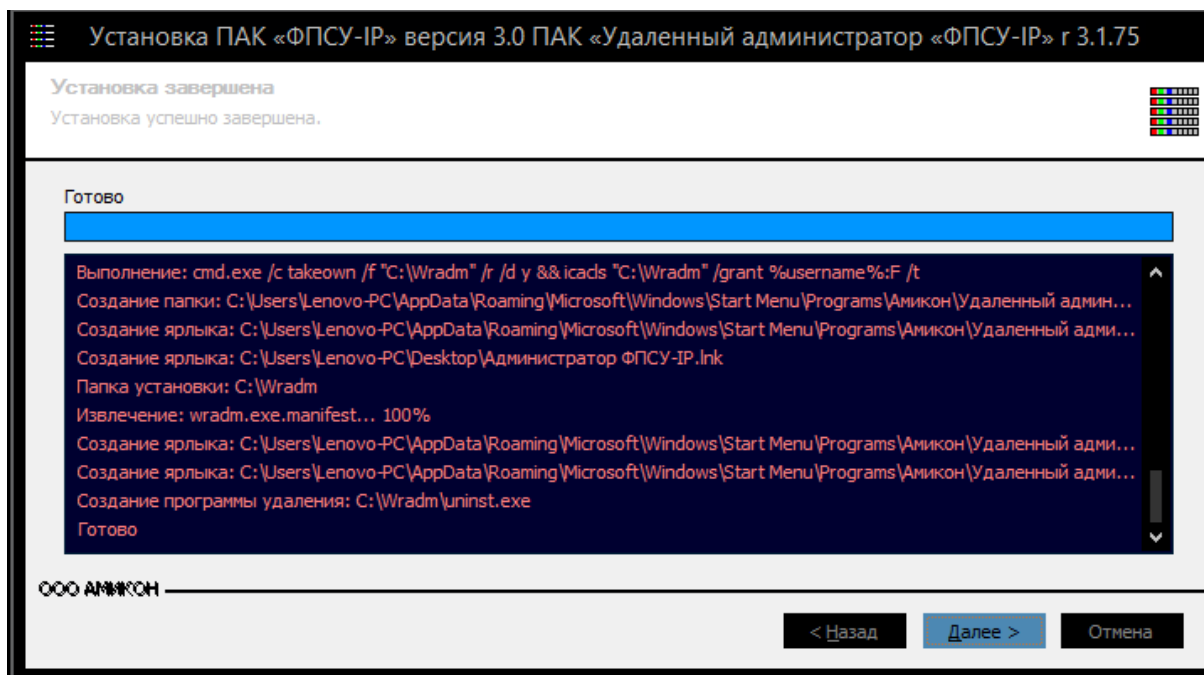 Установка ПАК «ФПСУ-IP» версия 3.0 ПАК «Удаленный администратор «ФПСУ-IP» r 3.1.75
Установка завершена
Установка успешно завершена.
Готово
Выполнение: cmd.exe /c takeown /f "C:\Wradm" /r /d y && icacls "C:\Wradm" /grant %username%:F /t
Создание папки: C:\Users\Lenovo-PC\AppData\Roaming\Microsoft\Windows\Start Menu\Programs\Амикон\Удаленный админ...
Создание ярлыка: C:\Users\Lenovo-PC\AppData\Roaming\Microsoft\Windows\Start Menu\Programs\Амикон\Удаленный адми...
Создание ярлыка: C:\Users\Lenovo-PC\Desktop\Администратор ФПСУ-IP.lnk
Папка установки: C:\Wradm
Извлечение: wradm.exe.manifest... 100%
Создание ярлыка: C:\Users\Lenovo-PC\AppData\Roaming\Microsoft\Windows\Start Menu\Programs\Амикон\Удаленный адми...
Создание ярлыка: C:\Users\Lenovo-PC\AppData\Roaming\Microsoft\Windows\Start Menu\Programs\Амикон\Удаленный адми...
Создание программы удаления: C:\Wradm\uninst.exe
Готово
ООО АМИКОН
< Назад Далее > Отмена